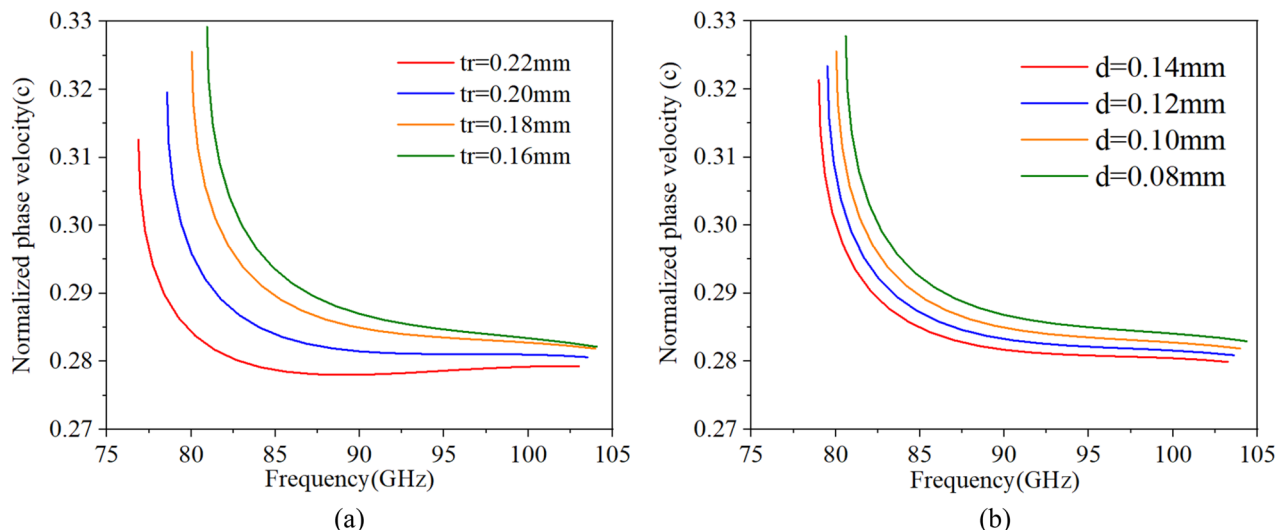 Normalized phase velocity(c)
0.33
0.32
0.31
0.30
0.29
0.28
0.27
tr=0.22mm
tr=0.20mm
tr=0.18mm
tr=0.16mm
75 80 85 90 95 100 105
Frequency(GHz)
(a)
Normalized phase velocity (c)
0.33
0.32
0.31
0.30
0.29
0.28
0.27
d=0.14mm
d=0.12mm
d=0.10mm
d=0.08mm
75 80 85 90 95 100 105
Frequency(GHz)
(b)